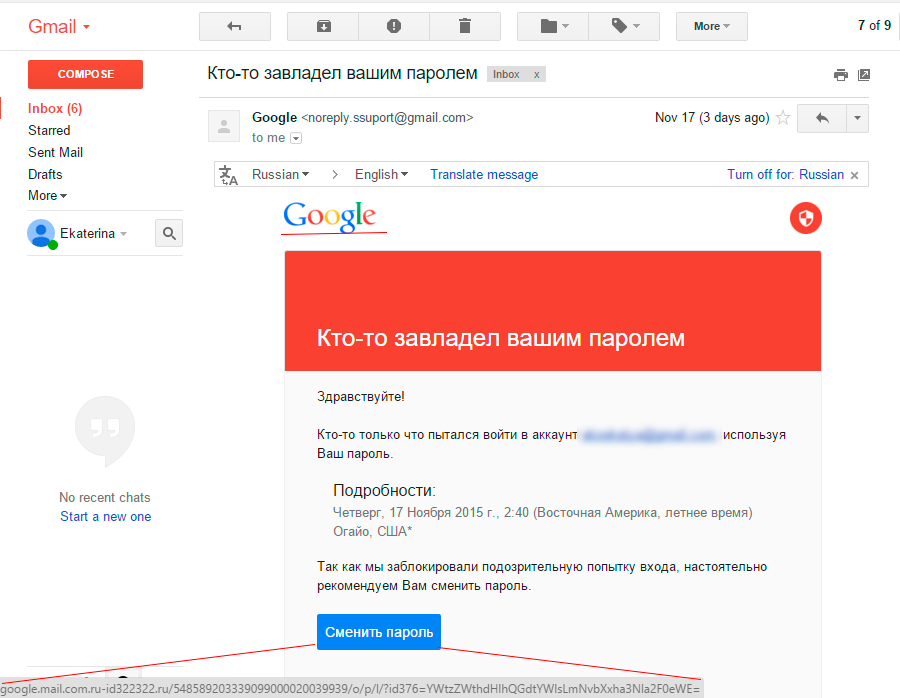 Gmail
More
7 of 9
COMPOSE
Inbox (6)
Starred
Sent Mail
Drafts
More
Ekaterina
No recent chats
Start a new one
Кто-то завладел вашим паролем
Inbox x
Google <noreply.ssuport@gmail.com>
to me
Nov 17 (3 days ago)
Russian > English Translate message
Turn off for: Russian x
Google
Кто-то завладел вашим паролем
Здравствуйте!
Кто-то только что пытался войти в аккаунт используя
Ваш пароль.
Подробности:
Четверг, 17 Ноября 2015 г., 2:40 (Восточная Америка, летнее время)
Огайо, США*
Так как мы заблокировали подозрительную попытку входа, настоятельно
рекомендуем Вам сменить пароль.
Сменить пароль
google.mail.com.ru-id322322.ru/548589203339099000020039939/o/p/l/?id376=YWtzZWthdHlhQGdtYWlsLmNvbXxha3Nla2F0eWE=